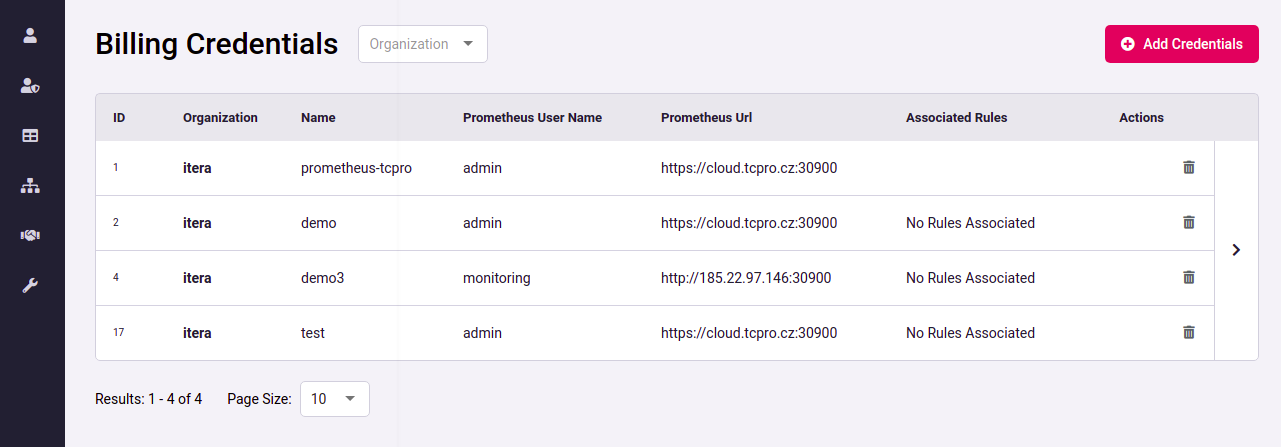 Billing Credentials Organization Add Credentials
ID Organization Name Prometheus User Name Prometheus Url Associated Rules Actions
1 itera prometheus-tcpro admin https://cloud.tcpro.cz:30900
2 itera demo admin https://cloud.tcpro.cz:30900 No Rules Associated
4 itera demo3 monitoring http://185.22.97.146:30900 No Rules Associated
17 itera test admin https://cloud.tcpro.cz:30900 No Rules Associated
Results: 1 - 4 of 4 Page Size: 10